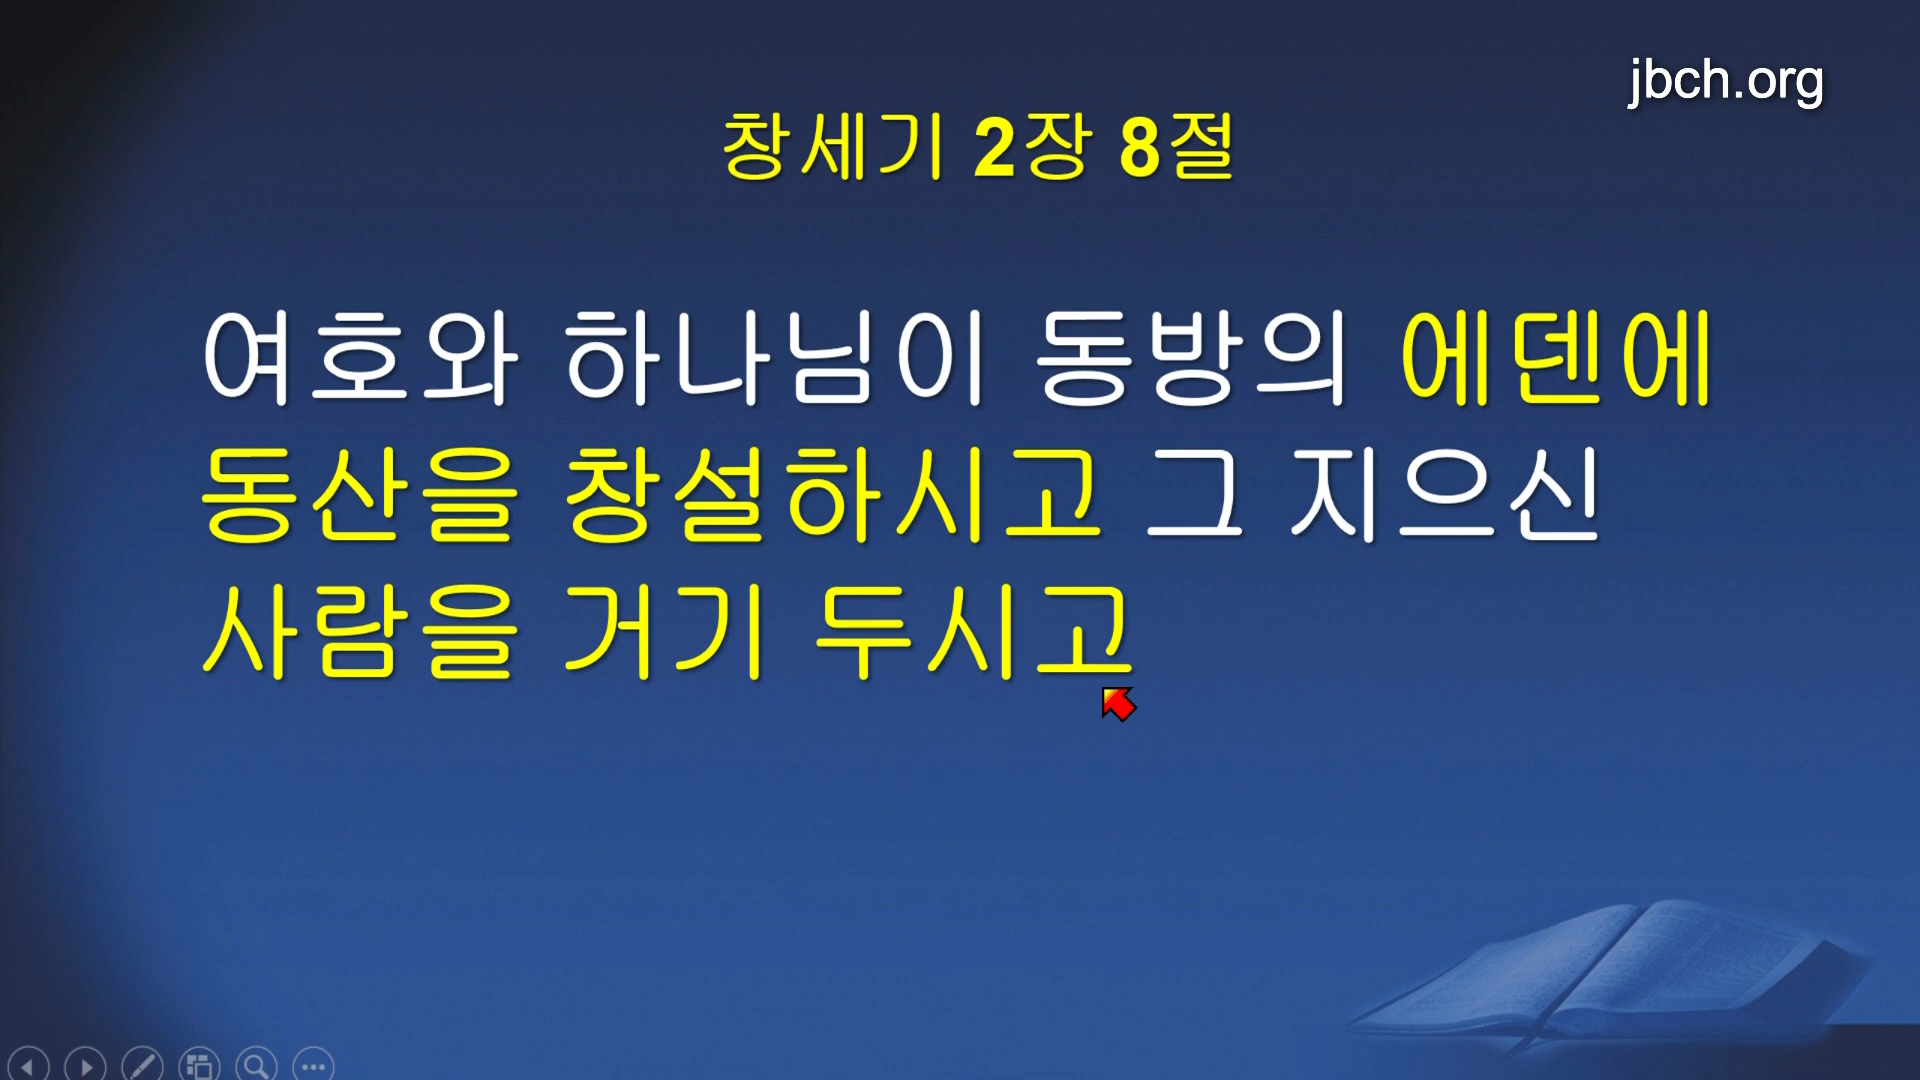 jbch.org
창세기 2장 8절
여호와 하나님이 동방의 에덴에
동산을 창설하시고 그 지으신
사람을 거기 두시고